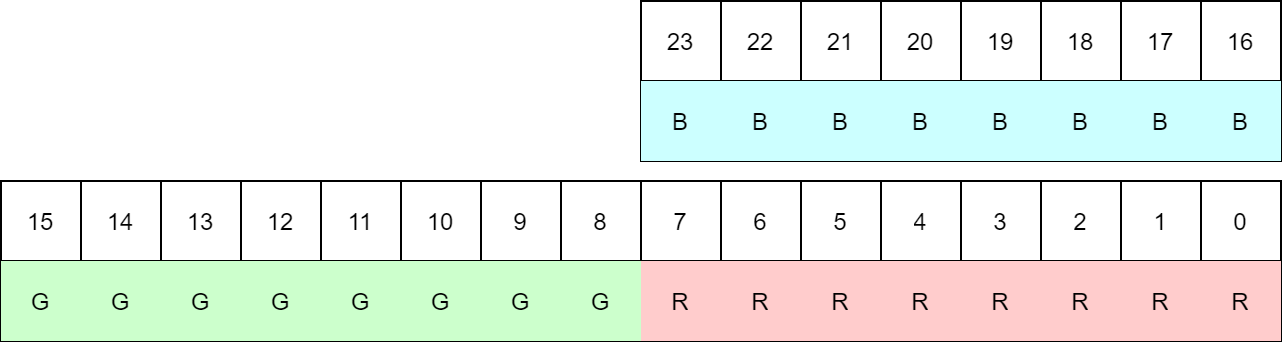 23 22 21 20 19 18 17 16
B B B B B B B B
15 14 13 12 11 10 9 8 7 6 5 4 3 2 1 0
G G G G G G G G R R R R R R R R